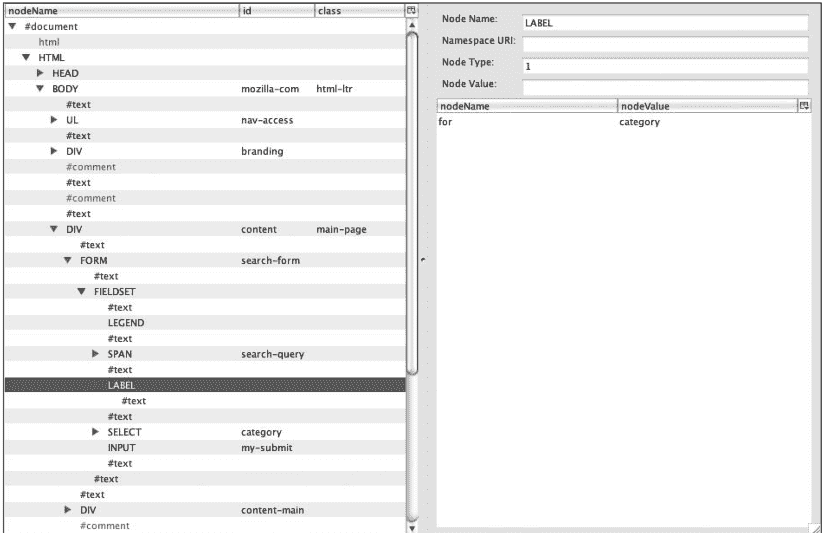 nodeName id class
#document
html
HTML
HEAD
BODY mozilla-com html-ltr
#text
UL nav-access
#text
DIV branding
#comment
#text
#comment
#text
DIV content main-page
#text
FORM search-form
#text
FIELDSET
#text
LEGEND
#text
SPAN search-query
#text
LABEL
#text
#text
SELECT category
INPUT my-submit
#text
#text
#text
DIV content-main
#comment
Node Name: LABEL
Namespace URI:
Node Type: 1
Node Value:
nodeName nodeValue
for category